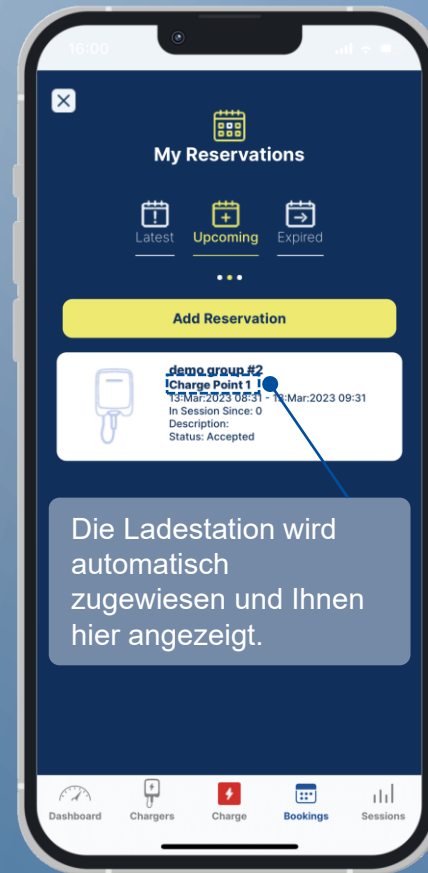 16:00
My Reservations
Latest Upcoming Expired
Add Reservation
demo group #2
Charge Point 1
13-Mar-2023 08:31 - 13-Mar-2023 09:31
In Session Since: 0
Description:
Status: Accepted
Die Ladestation wird
automatisch
zugewiesen und Ihnen
hier angezeigt.
Dashboard Chargers Charge Bookings Sessions